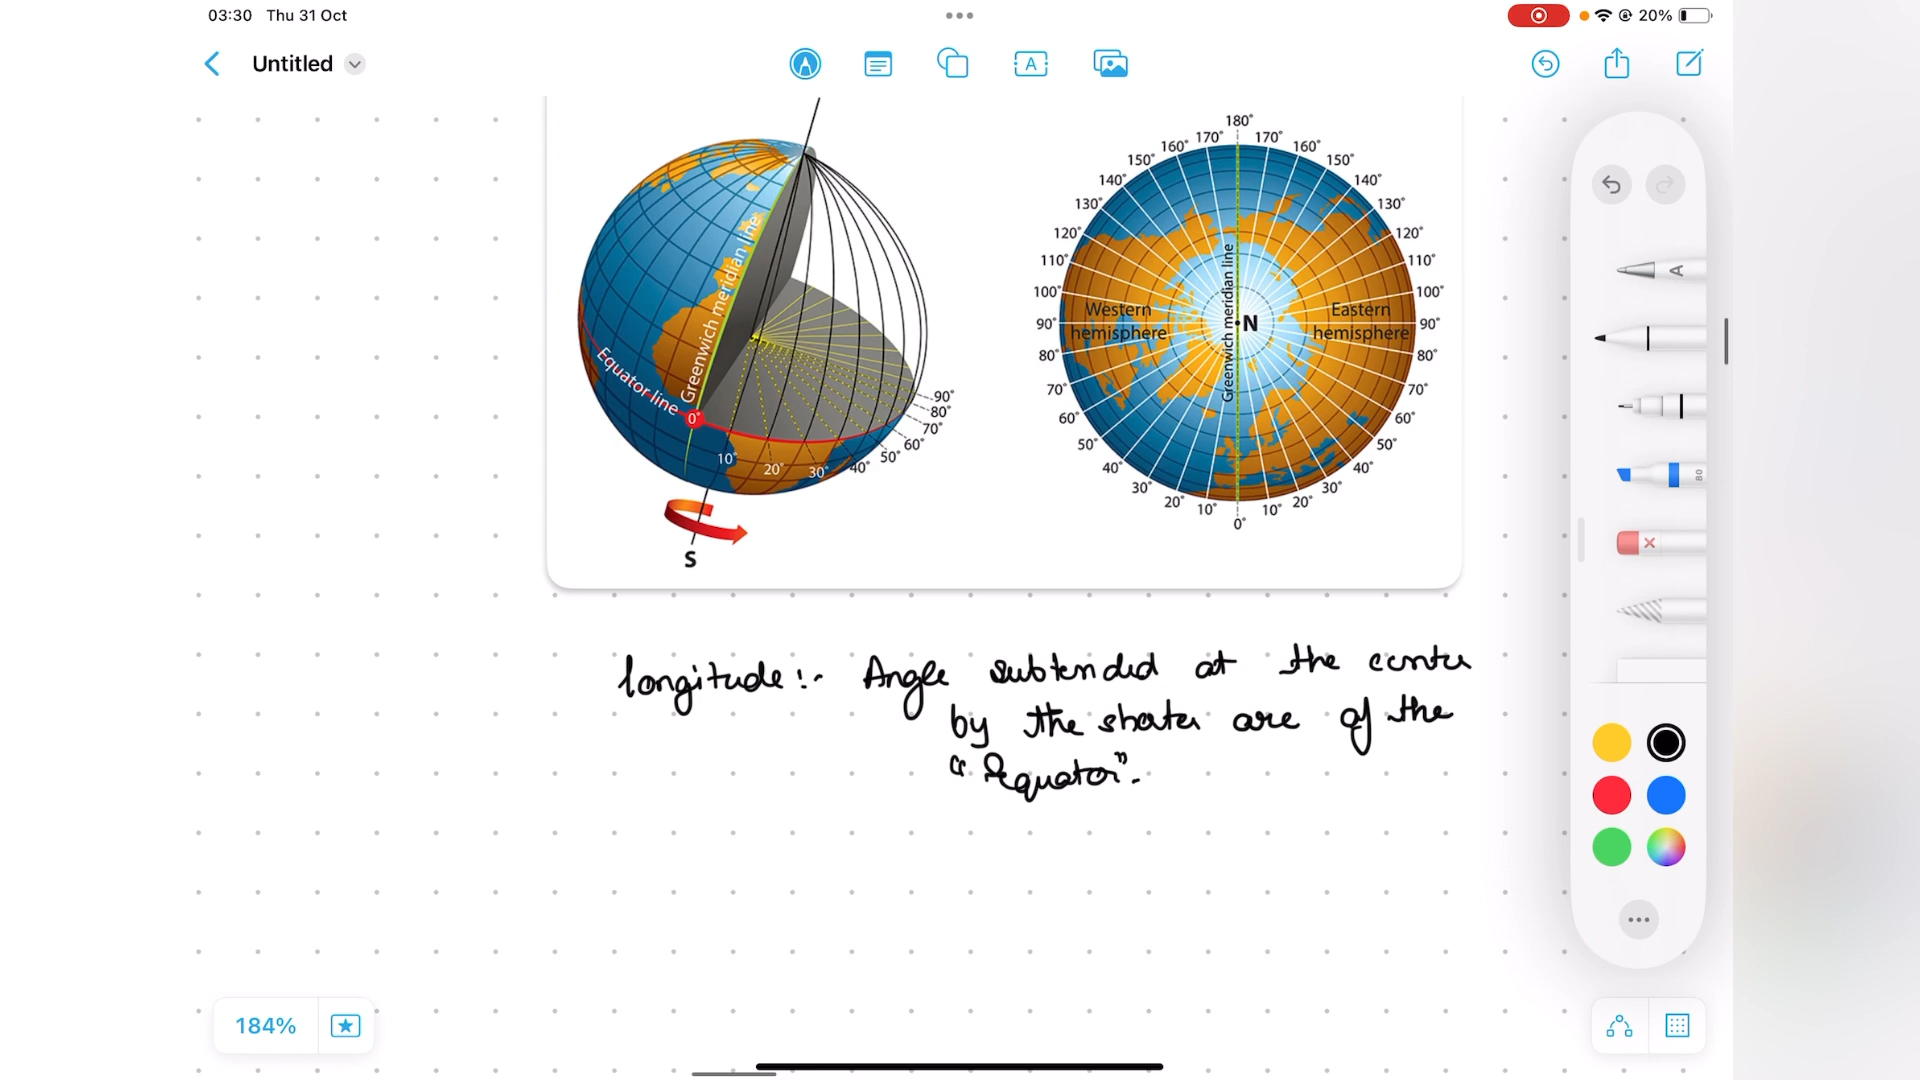 03:30 Thu 31 Oct
20%
Untitled
A
Greenwich meridian line
Equator line
0°
10°
20°
30°
40°
50°
60°
70°
80°
90°
S
180°
170° 170°
160° 160°
150° 150°
140° 140°
130° 130°
120° 120°
110° 110°
100° 100°
90° 90°
80° 80°
70° 70°
60° 60°
50° 50°
40° 40°
30° 30°
20° 20°
10° 10°
0°
Western
hemisphere
Greenwich meridian line
N
Eastern
hemisphere
longitude:- Angle subtended at the center
by the shorter arc of the
"Equator".
A
80
184%